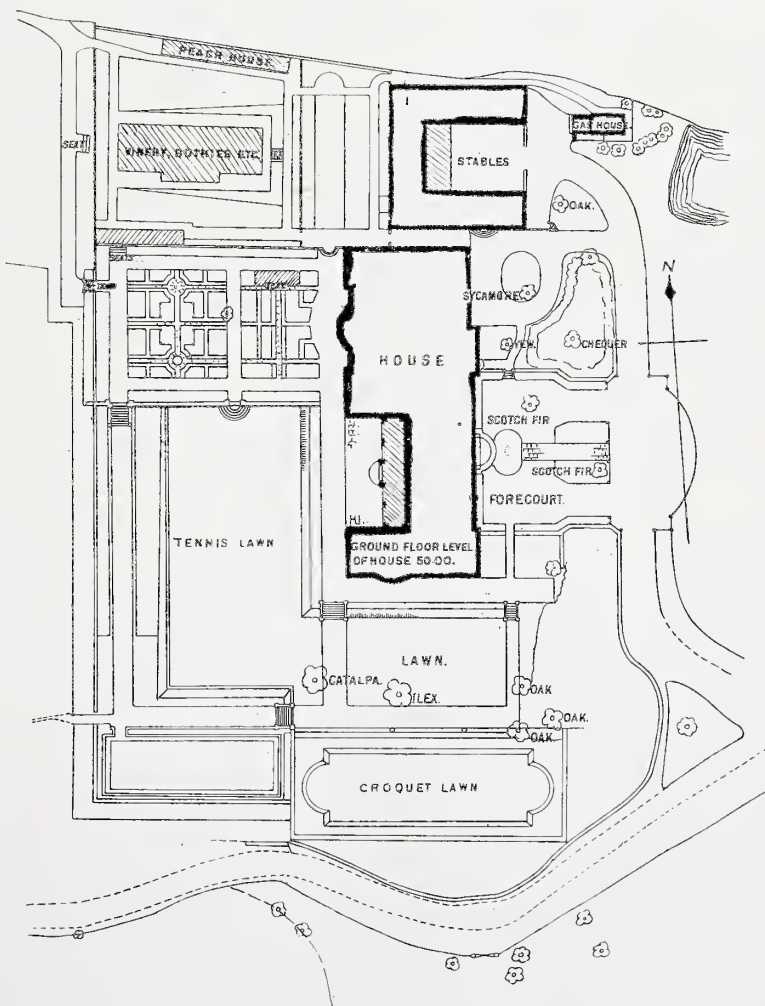 PEACH HOUSE
GAS HOUSE
SEAT
VINERY, BOTHIES ETC.
STABLES
OAK.
SEATS
N
SYCAMORE
YEW.
CHEQUER
HOUSE
SCOTCH FIR
SCOTCH FIR
FORECOURT.
TENNIS LAWN
GROUND FLOOR LEVEL
OF HOUSE 50·00.
LAWN.
CATALPA.
ILEX.
OAK
OAK.
OAK.
CROQUET LAWN